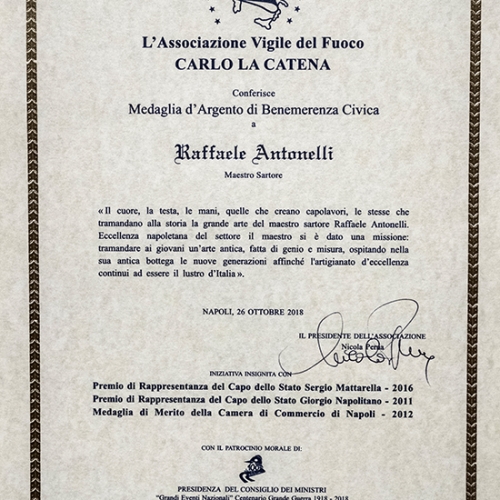 L'Associazione Vigile del Fuoco
CARLO LA CATENA
Conferisce
Medaglia d'Argento di Benemerenza Civica
a
Raffaele Antonelli
Maestro Sartore
« Il cuore, la testa, le mani, quelle che creano capolavori, le stesse che
tramandano alla storia la grande arte del maestro sartore Raffaele Antonelli.
Eccellenza napoletana del settore il maestro si è dato una missione:
tramandare ai giovani un'arte antica, fatta di genio e misura, ospitando nella
sua antica bottega le nuove generazioni affinché l'artigianato d'eccellenza
continui ad essere il lustro d'Italia ».
NAPOLI, 26 OTTOBRE 2018
IL PRESIDENTE DELL'ASSOCIAZIONE
Nicola Perna
INIZIATIVA INSIGNITA CON
Premio di Rappresentanza del Capo dello Stato Sergio Mattarella - 2016
Premio di Rappresentanza del Capo dello Stato Giorgio Napolitano - 2011
Medaglia di Merito della Camera di Commercio di Napoli - 2012
CON IL PATROCINIO MORALE DI:
PRESIDENZA DEL CONSIGLIO DEI MINISTRI
"Grandi Eventi Nazionali" Centenario Grande Guerra 1918 - 2018